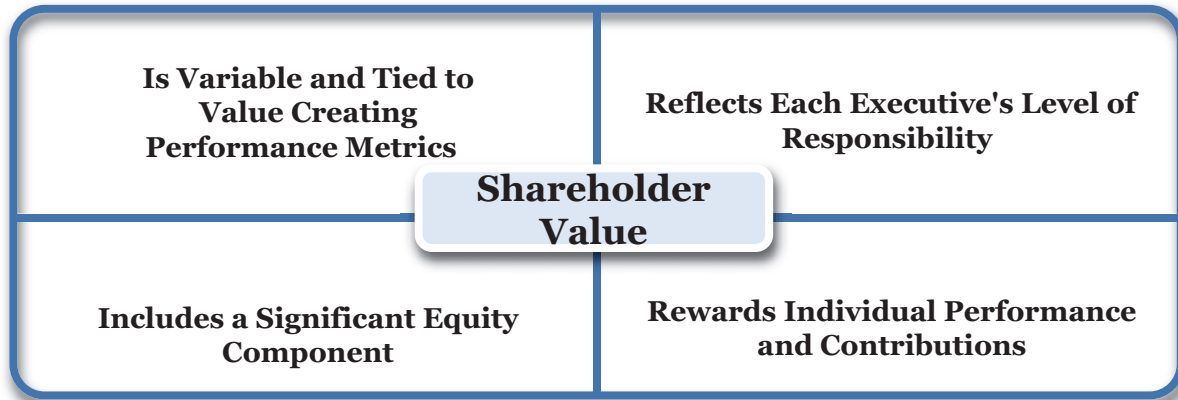 Is Variable and Tied to
Value Creating
Performance Metrics
Reflects Each Executive's Level of
Responsibility
Shareholder
Value
Includes a Significant Equity
Component
Rewards Individual Performance
and Contributions